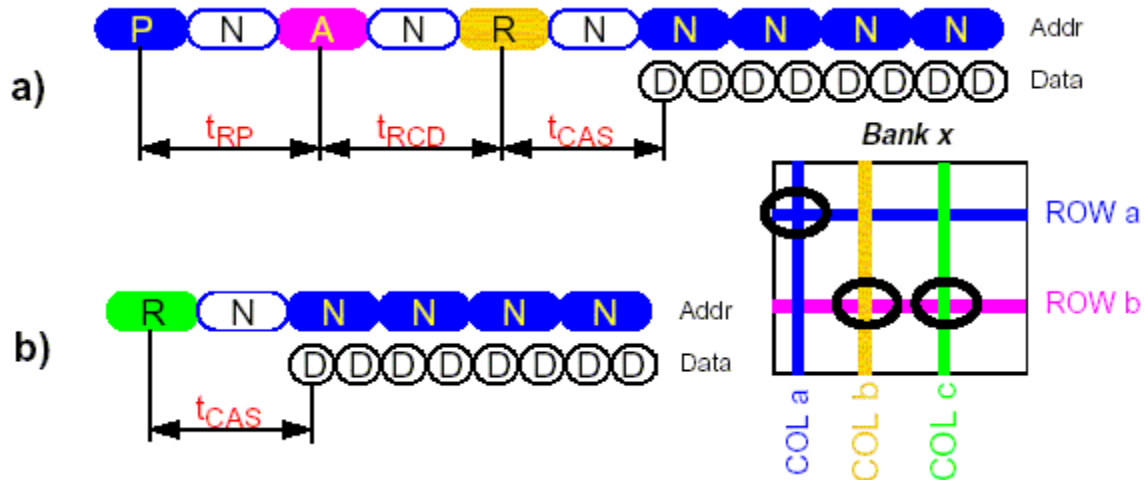 P N A N R N N N N N Addr
a) D D D D D D D D Data
tRP tRCD tCAS
Bank x
ROW a
R N N N N N Addr
ROW b
b) D D D D D D D D Data
tCAS
COL a COL b COL c